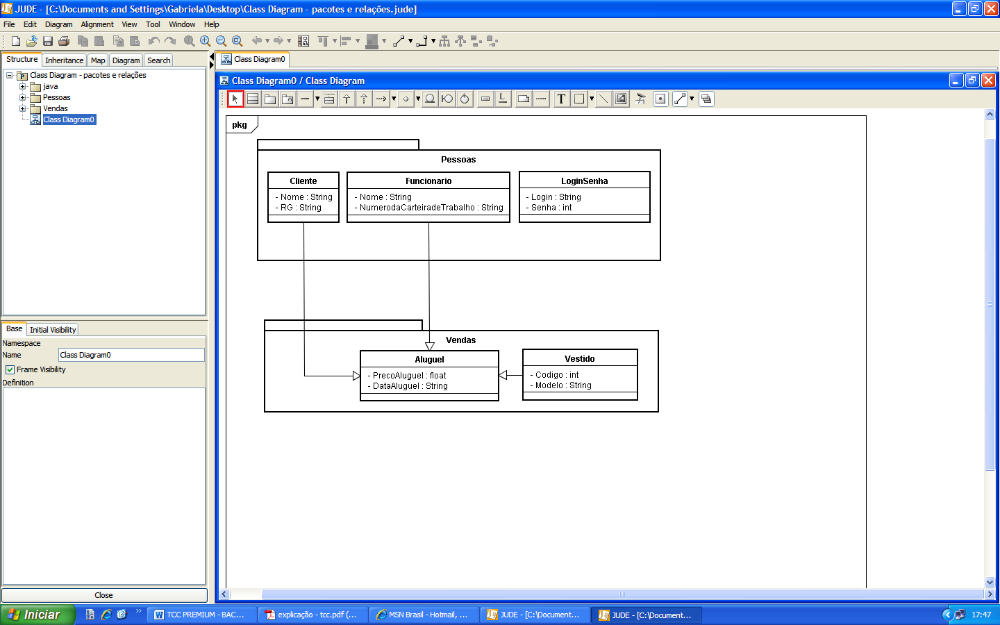 JUDE - [C:\Documents and Settings\Gabriela\Desktop\Class Diagram - pacotes e relações.jude]
File Edit Diagram Alignment View Tool Window Help
Structure Inheritance Map Diagram Search
Class Diagram - pacotes e relações
java
Pessoas
Vendas
Class Diagram0
Base Initial Visibility
Namespace
Name Class Diagram0
Frame Visibility
Definition
Close
Class Diagram0
Class Diagram0 / Class Diagram
T
pkg
Pessoas
Cliente
- Nome : String
- RG : String
Funcionario
- Nome : String
- NumerodaCarteiradeTrabalho : String
LoginSenha
- Login : String
- Senha : int
Vendas
Aluguel
- PrecoAluguel : float
- DataAluguel : String
Vestido
- Codigo : int
- Modelo : String
Iniciar
TCC PREMIUM - BAC...
explicação - tcc.pdf (...
MSN Brasil - Hotmail, ...
JUDE - [C:\Document...
JUDE - [C:\Document...
17:47